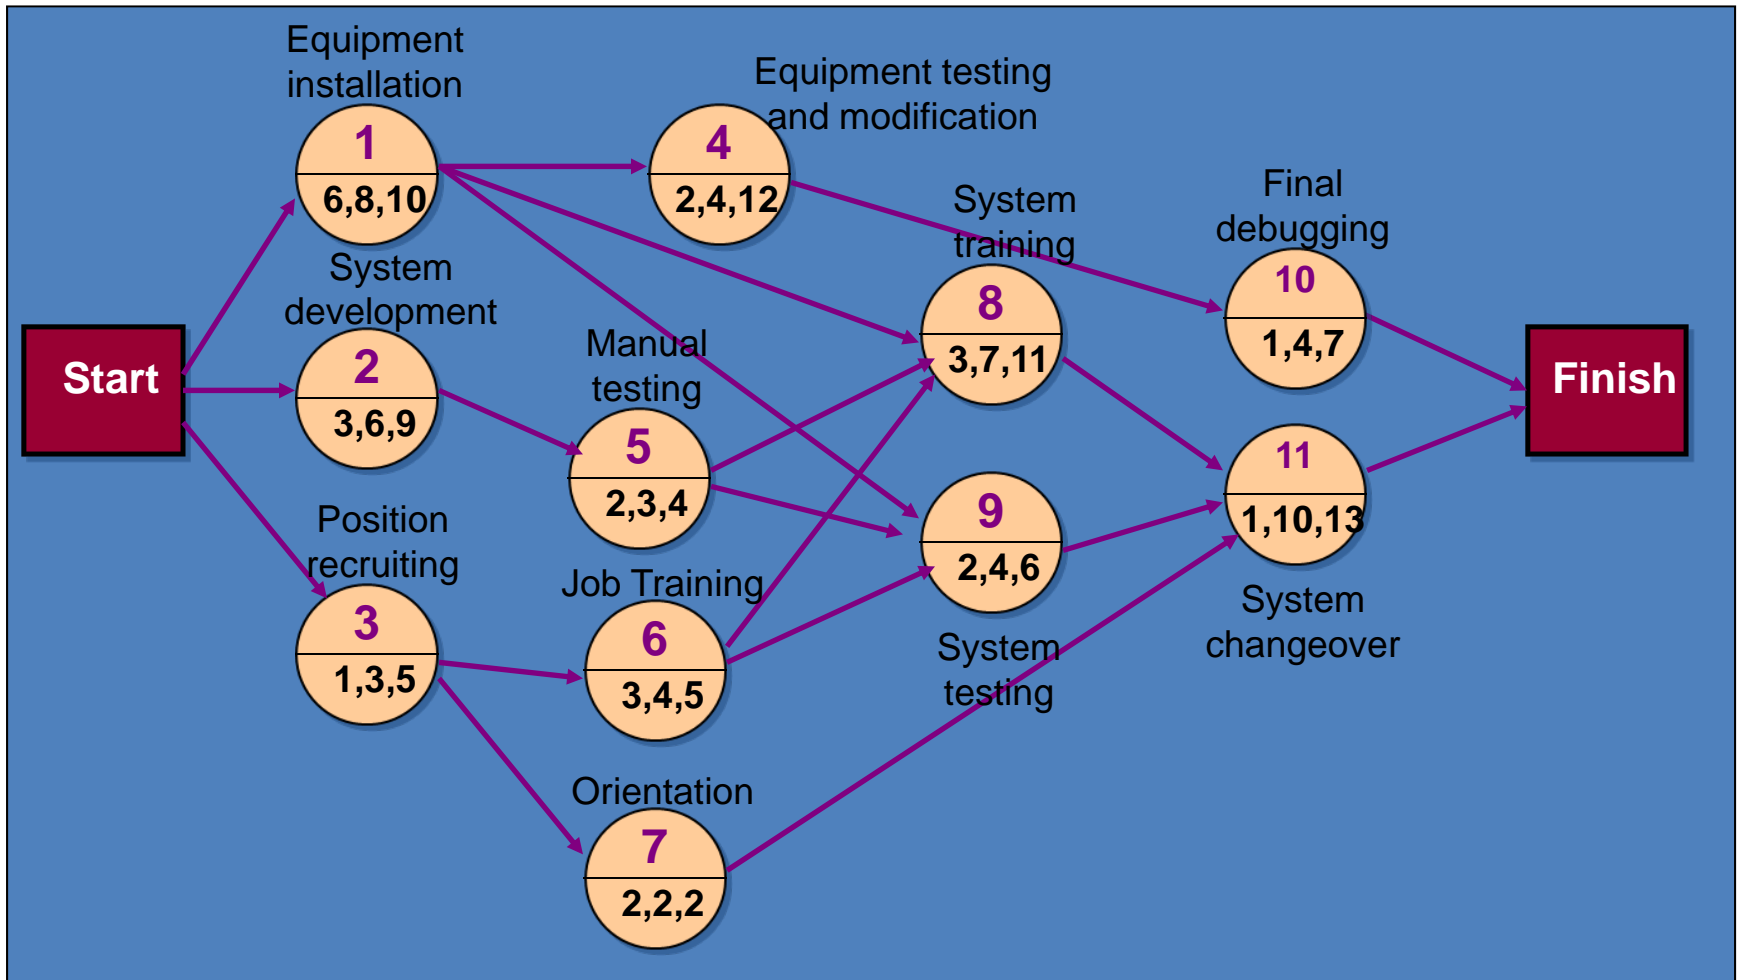 Equipment
installation
1
6,8,10
Equipment testing
and modification
4
2,4,12
System
training
8
3,7,11
Final
debugging
10
1,4,7
System
development
2
3,6,9
Start
Manual
testing
5
2,3,4
Finish
11
1,10,13
System
changeover
9
2,4,6
System
testing
Position
recruiting
3
1,3,5
Job Training
6
3,4,5
Orientation
7
2,2,2